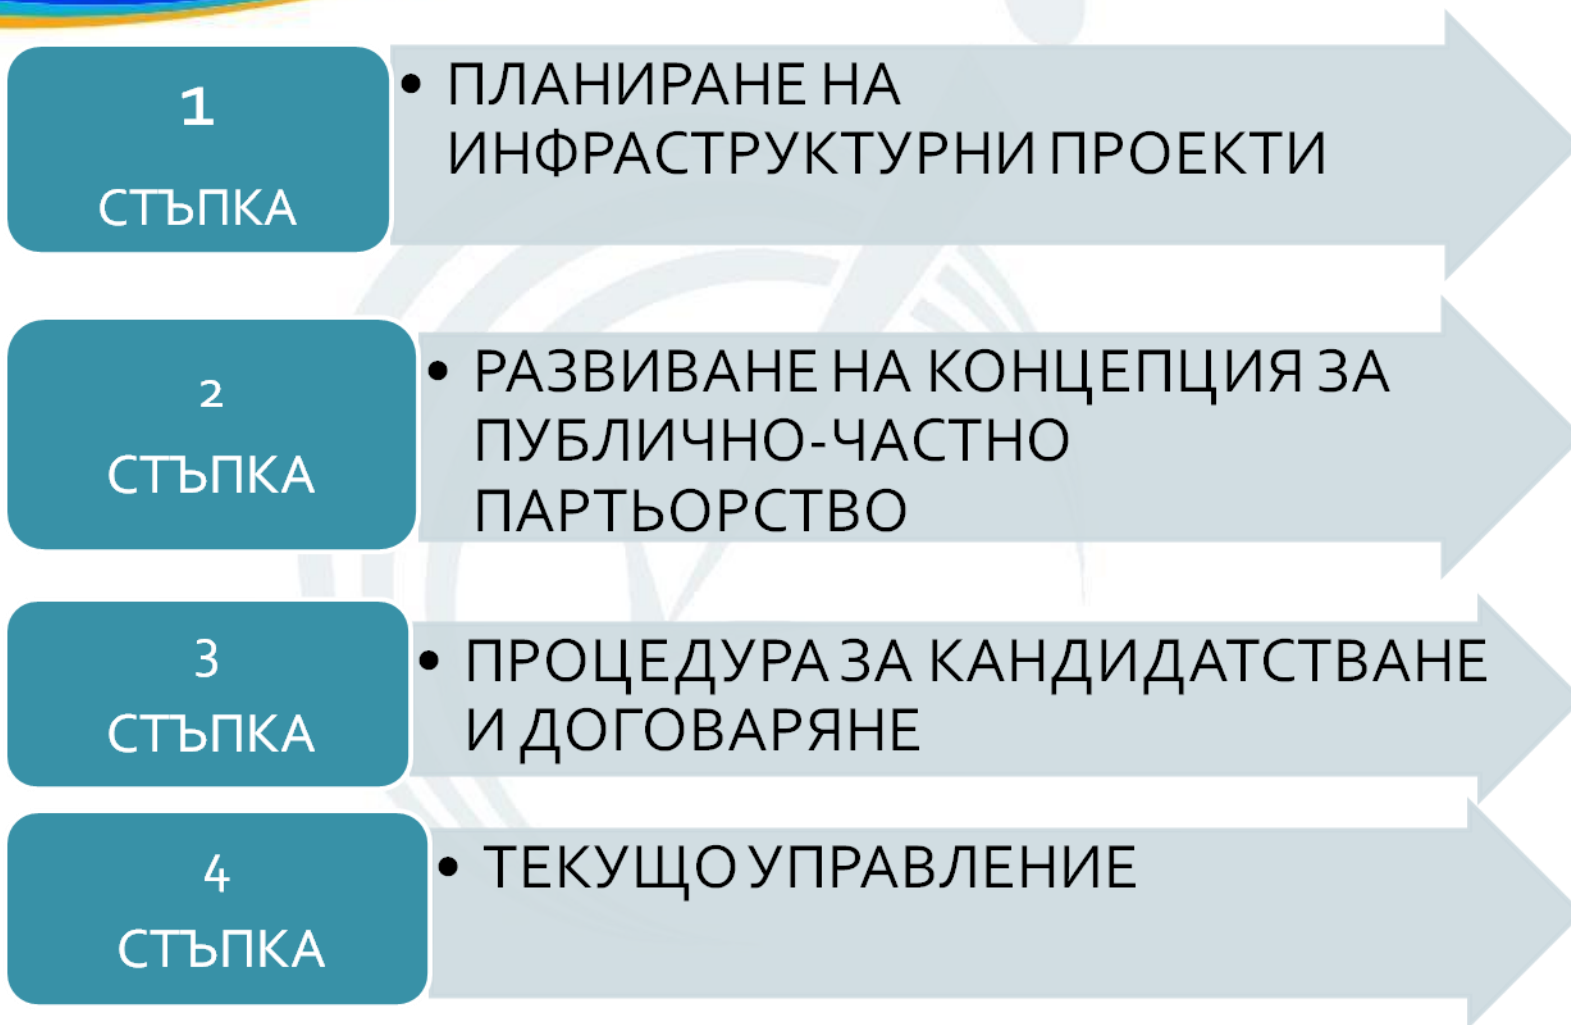 1
СТЪПКА
• ПЛАНИРАНЕ НА
ИНФРАСТРУКТУРНИ ПРОЕКТИ
2
СТЪПКА
• РАЗВИВАНЕ НА КОНЦЕПЦИЯ ЗА
ПУБЛИЧНО-ЧАСТНО
ПАРТЬОРСТВО
3
СТЪПКА
• ПРОЦЕДУРА ЗА КАНДИДАТСТВАНЕ
И ДОГОВАРЯНЕ
4
СТЪПКА
• ТЕКУЩО УПРАВЛЕНИЕ